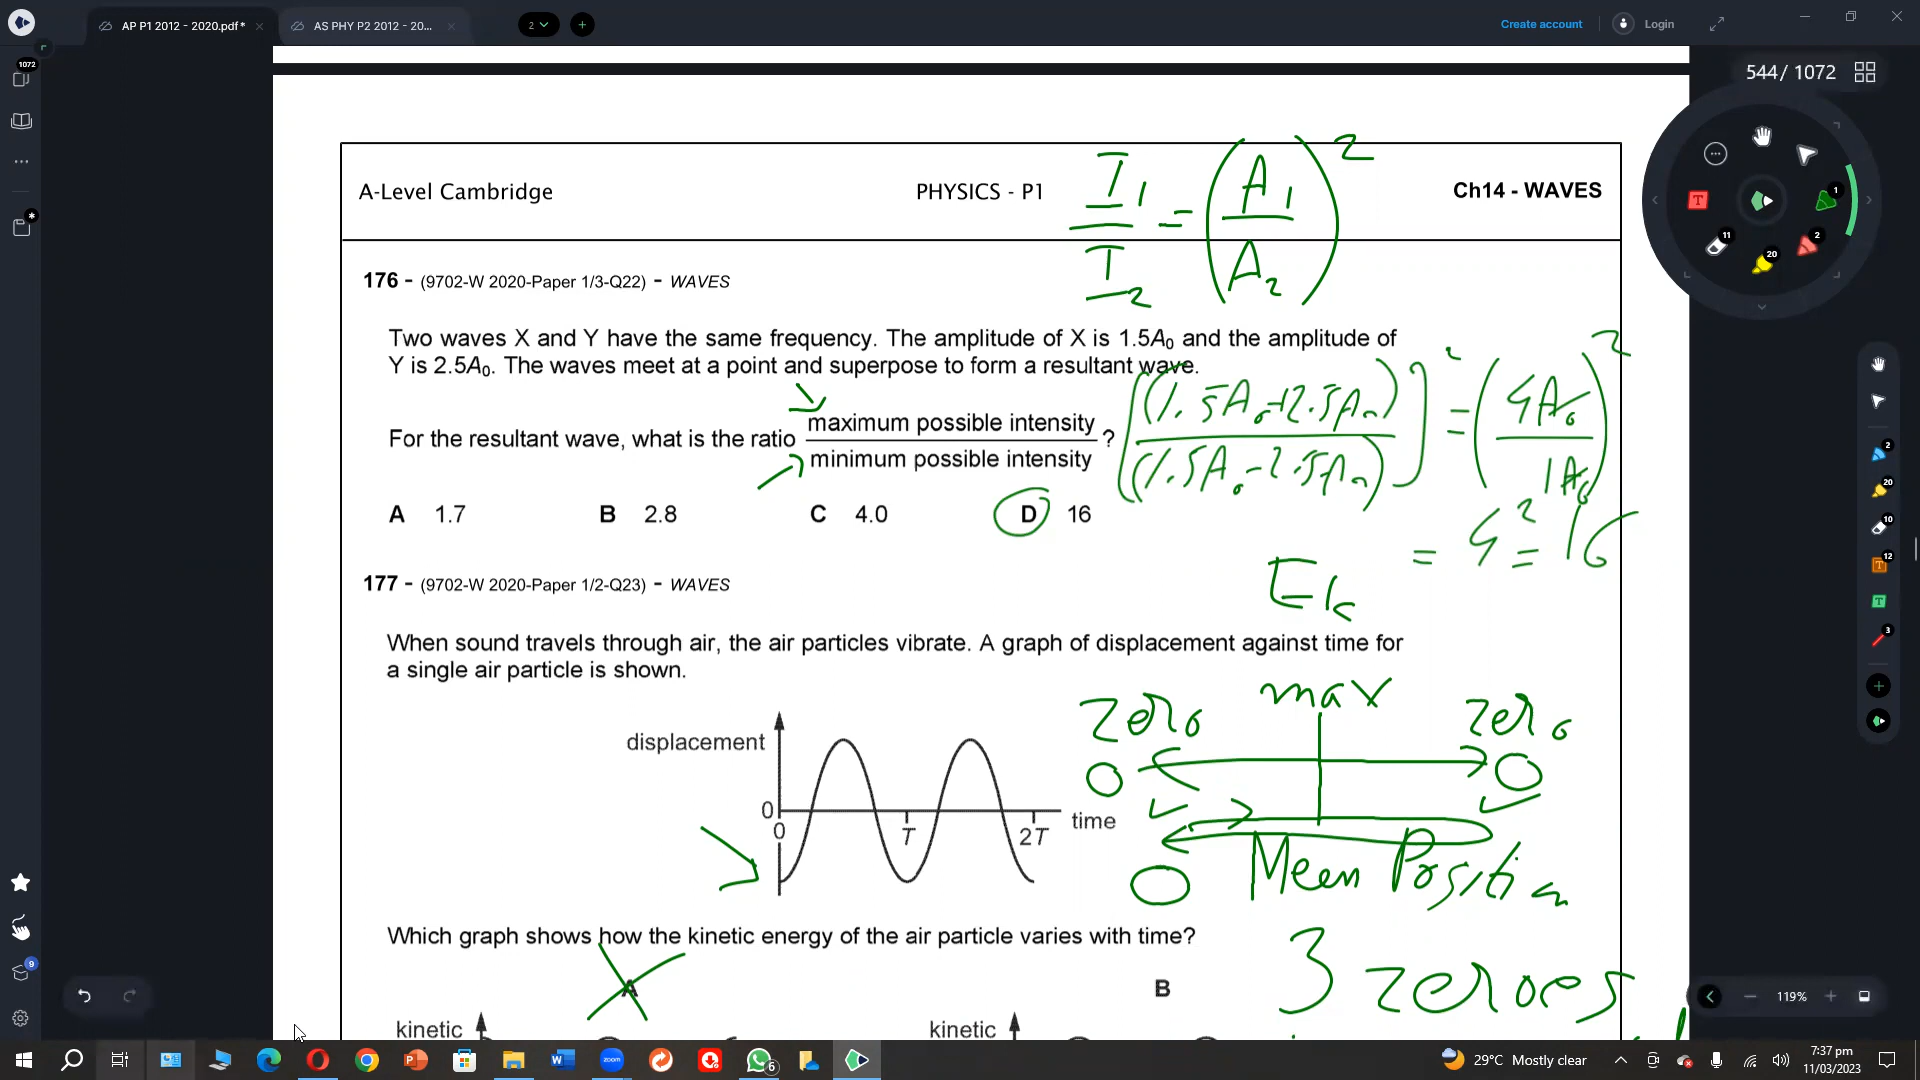 AP P1 2012 - 2020.pdf*
AS PHY P2 2012 - 20...
2
Create account
Login
1072
544 / 1072
A-Level Cambridge
PHYSICS - P1
Ch14 - WAVES
I1/I2 = (A1/A2)2
176 - (9702-W 2020-Paper 1/3-Q22) - WAVES
Two waves X and Y have the same frequency. The amplitude of X is 1.5A0 and the amplitude of
Y is 2.5A0. The waves meet at a point and superpose to form a resultant wave.
For the resultant wave, what is the ratio
maximum possible intensity
minimum possible intensity
?
[(1.5A0+2.5A0)/(1.5A0-2.5A0)]2 = (4A0/1A0)2
= 42 = 16
A 1.7
B 2.8
C 4.0
D 16
Ek
177 - (9702-W 2020-Paper 1/2-Q23) - WAVES
When sound travels through air, the air particles vibrate. A graph of displacement against time for
a single air particle is shown.
zero max zero
displacement
0
0
T
2T
time
Mean Position
Which graph shows how the kinetic energy of the air particle varies with time?
3 zeroes
A
B
kinetic
kinetic
119%
29°C Mostly clear
7:37 pm
11/03/2023